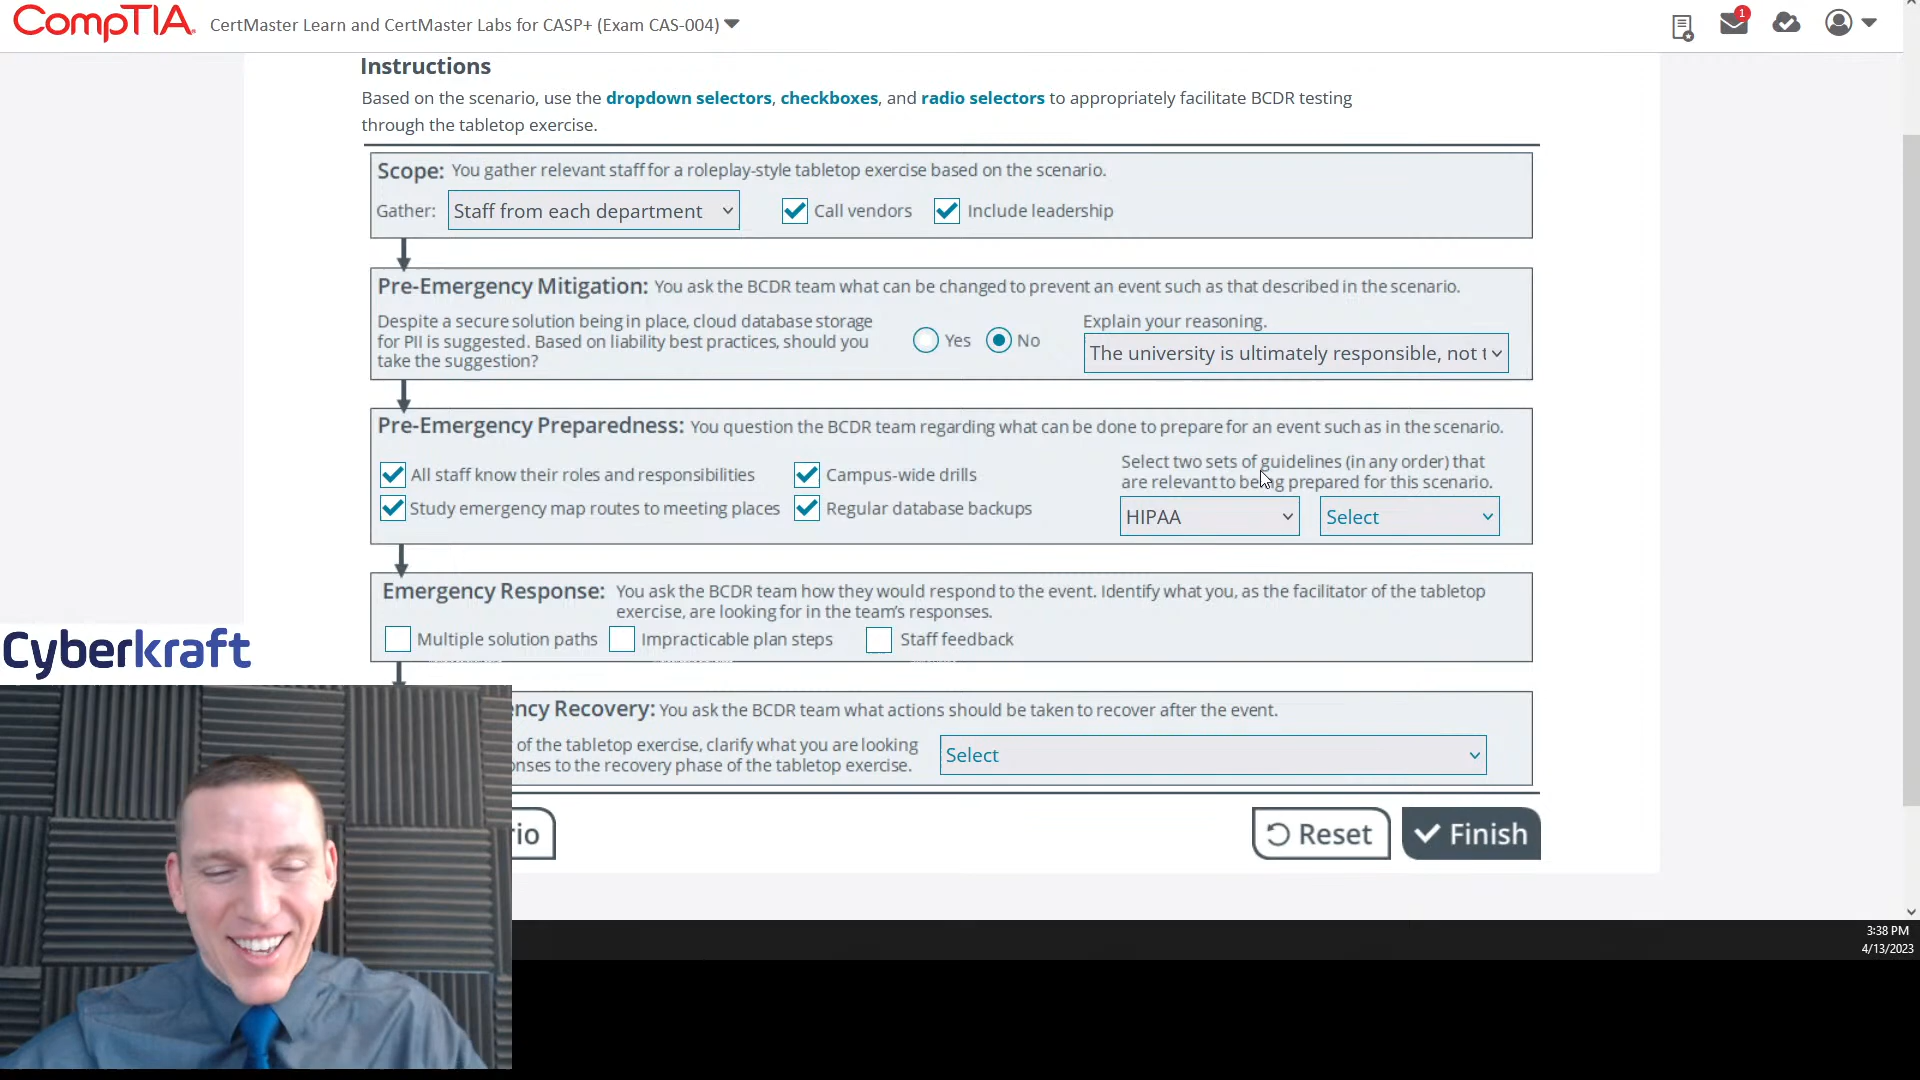 CompTIA.
CertMaster Learn and CertMaster Labs for CASP+ (Exam CAS-004)
1
Instructions
Based on the scenario, use the dropdown selectors, checkboxes, and radio selectors to appropriately facilitate BCDR testing
through the tabletop exercise.
Scope: You gather relevant staff for a roleplay-style tabletop exercise based on the scenario.
Gather: Staff from each department Call vendors Include leadership
Pre-Emergency Mitigation: You ask the BCDR team what can be changed to prevent an event such as that described in the scenario.
Despite a secure solution being in place, cloud database storage
for PII is suggested. Based on liability best practices, should you
take the suggestion?
Yes No
Explain your reasoning.
The university is ultimately responsible, not t
Pre-Emergency Preparedness: You question the BCDR team regarding what can be done to prepare for an event such as in the scenario.
All staff know their roles and responsibilities Campus-wide drills
Study emergency map routes to meeting places Regular database backups
Select two sets of guidelines (in any order) that
are relevant to being prepared for this scenario.
HIPAA Select
Emergency Response: You ask the BCDR team how they would respond to the event. Identify what you, as the facilitator of the tabletop
exercise, are looking for in the team's responses.
Multiple solution paths Impracticable plan steps Staff feedback
Cyberkraft
ncy Recovery: You ask the BCDR team what actions should be taken to recover after the event.
of the tabletop exercise, clarify what you are looking
onses to the recovery phase of the tabletop exercise.
Select
io Reset Finish
3:38 PM
4/13/2023